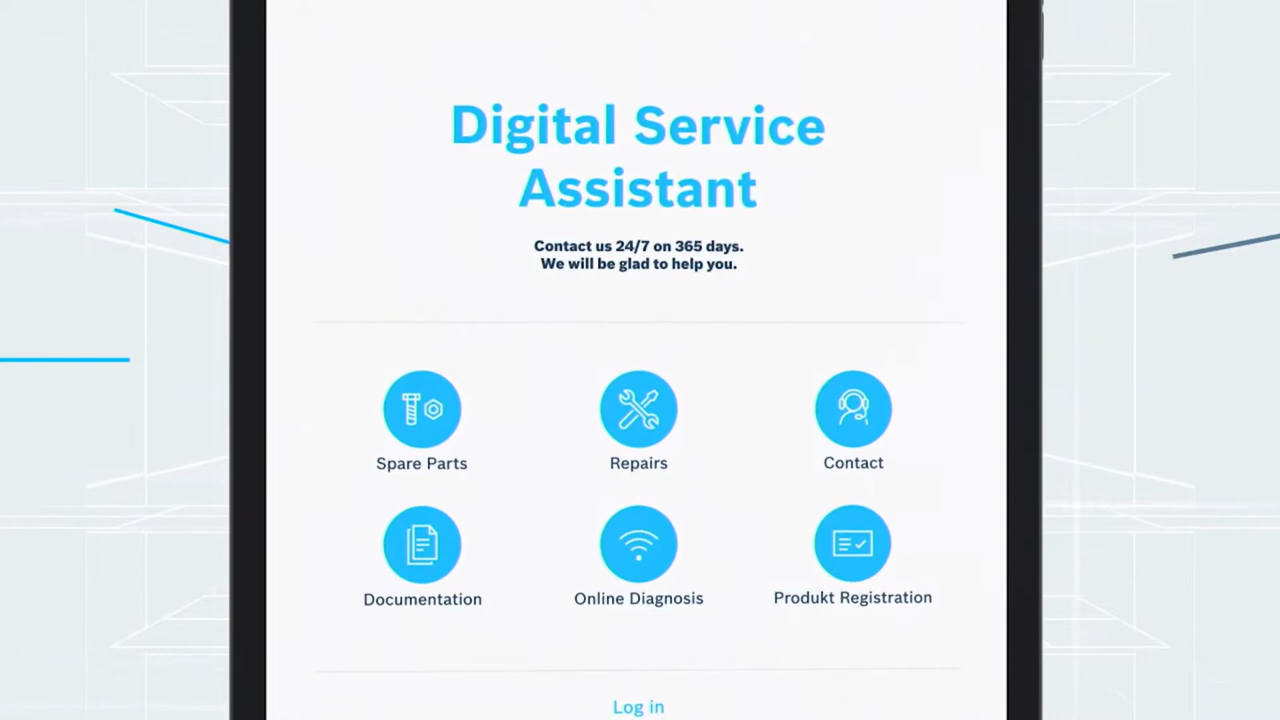 Digital Service
Assistant
Contact us 24/7 on 365 days.
We will be glad to help you.
Spare Parts
Repairs
Contact
Documentation
Online Diagnosis
Produkt Registration
Log in